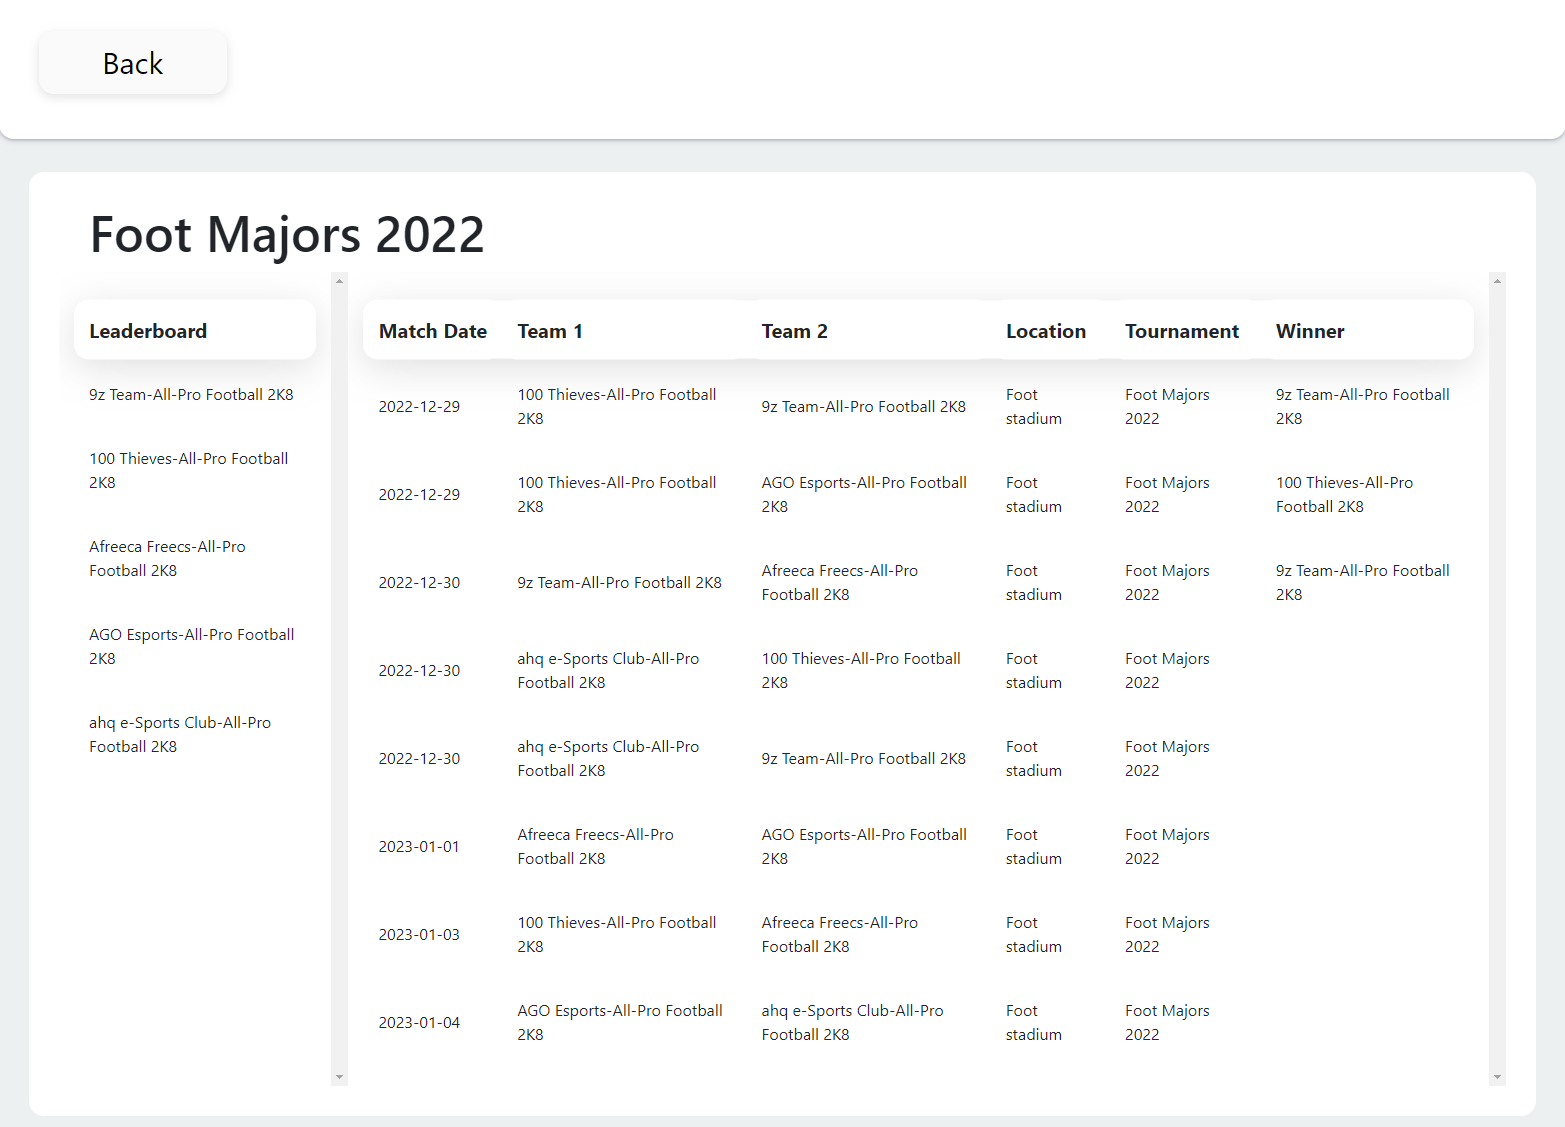 Back
Foot Majors 2022
Leaderboard
9z Team-All-Pro Football 2K8
100 Thieves-All-Pro Football
2K8
Afreeca Freecs-All-Pro
Football 2K8
AGO Esports-All-Pro Football
2K8
ahq e-Sports Club-All-Pro
Football 2K8
Match Date Team 1 Team 2 Location Tournament Winner
100 Thieves-All-Pro Football Foot Foot Majors 9z Team-All-Pro Football
2022-12-29 9z Team-All-Pro Football 2K8
2K8 stadium 2022 2K8
100 Thieves-All-Pro Football AGO Esports-All-Pro Football Foot Foot Majors 100 Thieves-All-Pro
2022-12-29
2K8 2K8 stadium 2022 Football 2K8
Afreeca Freecs-All-Pro Foot Foot Majors 9z Team-All-Pro Football
2022-12-30 9z Team-All-Pro Football 2K8
Football 2K8 stadium 2022 2K8
ahq e-Sports Club-All-Pro 100 Thieves-All-Pro Football Foot Foot Majors
2022-12-30
Football 2K8 2K8 stadium 2022
ahq e-Sports Club-All-Pro Foot Foot Majors
2022-12-30 9z Team-All-Pro Football 2K8
Football 2K8 stadium 2022
Afreeca Freecs-All-Pro AGO Esports-All-Pro Football Foot Foot Majors
2023-01-01
Football 2K8 2K8 stadium 2022
100 Thieves-All-Pro Football Afreeca Freecs-All-Pro Foot Foot Majors
2023-01-03
2K8 Football 2K8 stadium 2022
AGO Esports-All-Pro Football ahq e-Sports Club-All-Pro Foot Foot Majors
2023-01-04
2K8 Football 2K8 stadium 2022